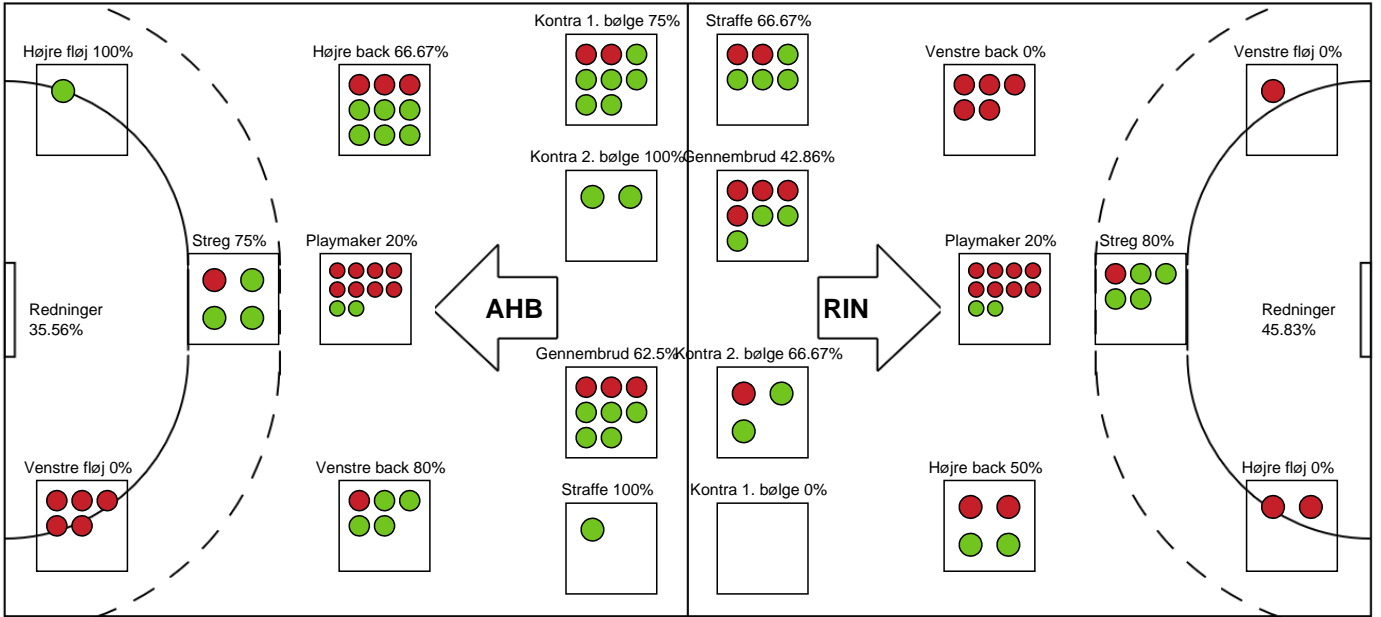 Kontra 1. bølge 75%
Straffe 66.67%
Højre fløj 100%
Højre back 66.67%
Venstre back 0%
Venstre fløj 0%
Kontra 2. bølge 100%
Gennembrud 42.86%
Streg 75%
Playmaker 20%
Playmaker 20%
Streg 80%
Redninger
35.56%
AHB
RIN
Redninger
45.83%
Gennembrud 62.5%
Kontra 2. bølge 66.67%
Venstre fløj 0%
Venstre back 80%
Straffe 100%
Kontra 1. bølge 0%
Højre back 50%
Højre fløj 0%